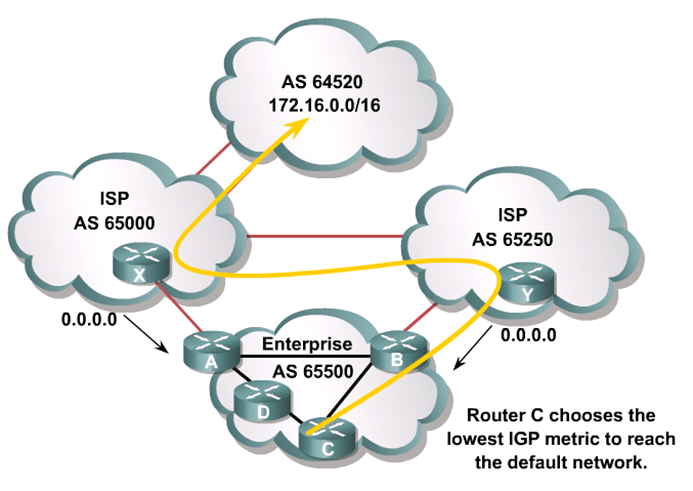 AS 64520
172.16.0.0/16
ISP
AS 65000
ISP
AS 65250
X
Y
0.0.0.0
0.0.0.0
Enterprise
A
B
AS 65500
D
C
Router C chooses the
lowest IGP metric to reach
the default network.